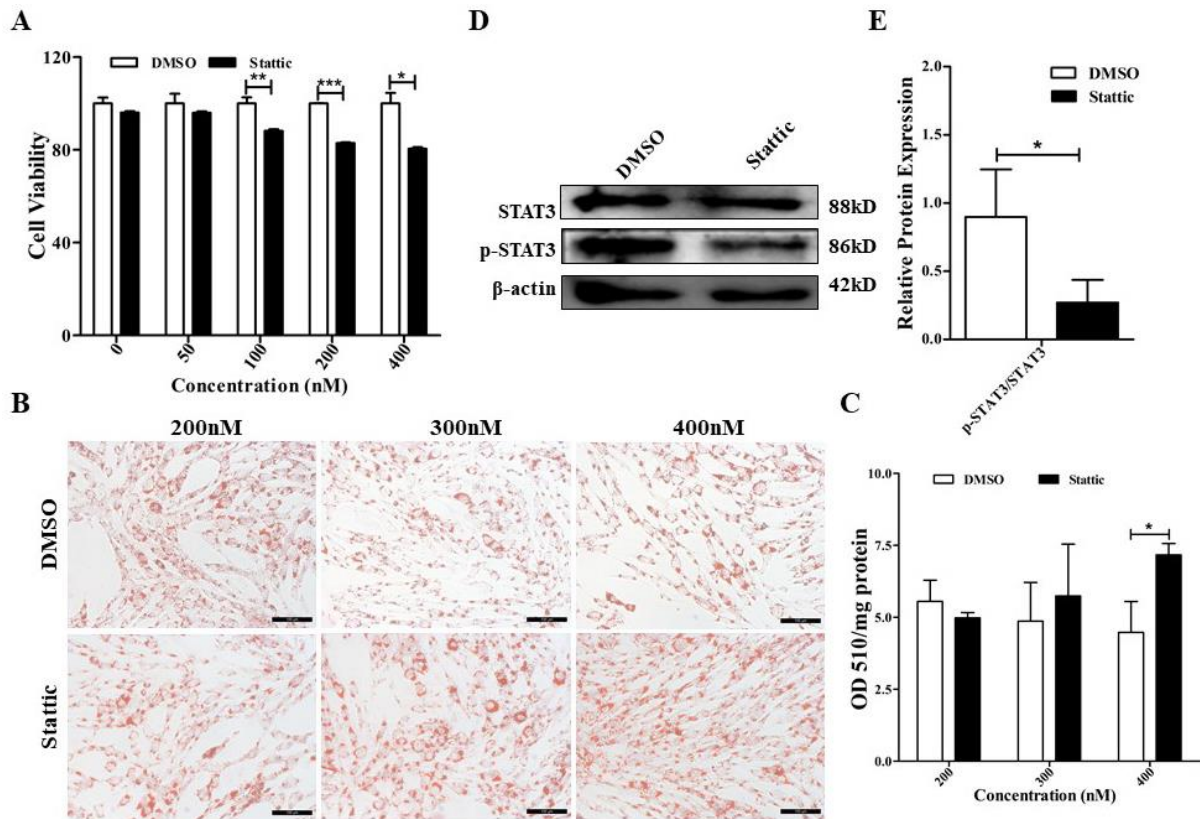 A
120
80
40
0
Cell Viability
DMSO
Stattic
**
***
*
0
50
100
200
400
Concentration (nM)
D
DMSO
Stattic
STAT3
88kD
p-STAT3
86kD
β-actin
42kD
E
2.0
1.5
1.0
0.5
0.0
Relative Protein Expression
DMSO
Stattic
*
p-STAT3/STAT3
B
200nM
300nM
400nM
DMSO
Stattic
C
10.0
7.5
5.0
2.5
0.0
OD 510/mg protein
DMSO
Stattic
*
200
300
400
Concentration (nM)